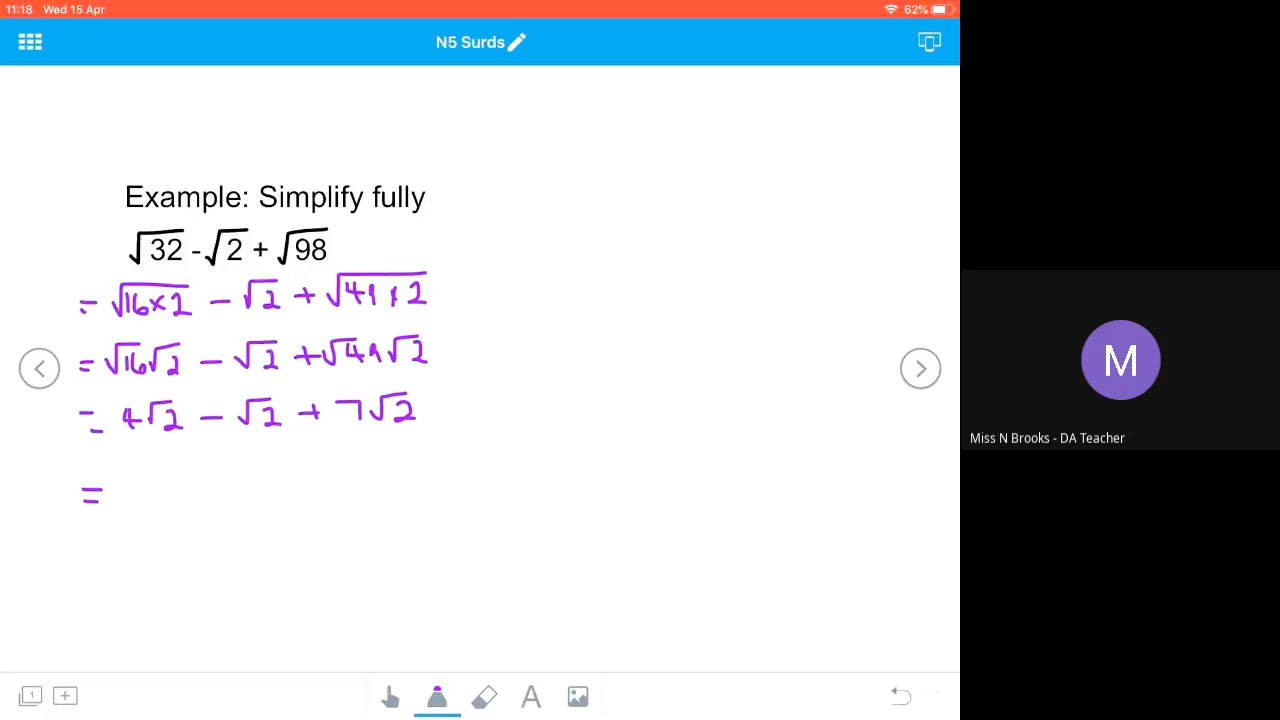 11:18 Wed 15 Apr 62%
N5 Surds
Example: Simplify fully
√32 - √2 + √98
= √16×2 - √2 + √49×2
= √16√2 - √2 + √49√2
= 4√2 - √2 + 7√2
=
M
Miss N Brooks - DA Teacher
1
A